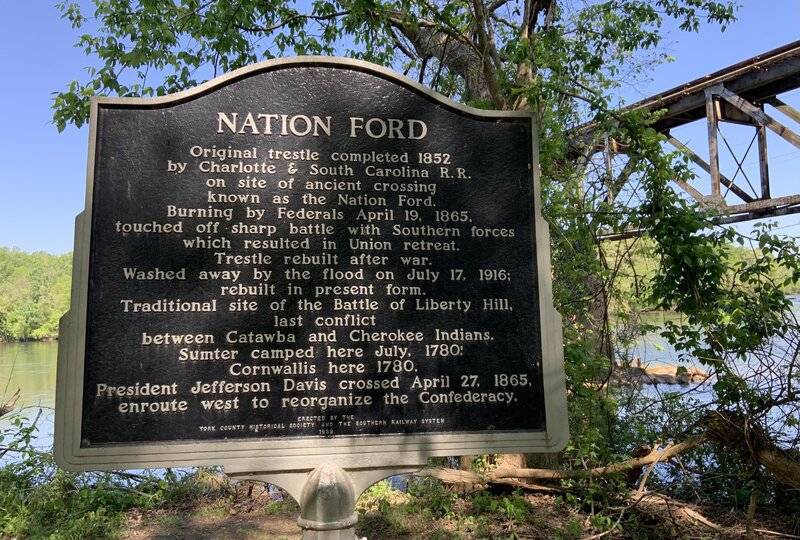 NATION FORD
Original trestle completed 1852
by Charlotte & South Carolina R.R.
on site of ancient crossing
known as the Nation Ford.
Burning by Federals April 19, 1865,
touched off sharp battle with Southern forces
which resulted in Union retreat.
Trestle rebuilt after war.
Washed away by the flood on July 17, 1916;
rebuilt in present form.
Traditional site of the Battle of Liberty Hill,
last conflict
between Catawba and Cherokee Indians.
Sumter camped here July, 1780;
Cornwallis here 1780.
President Jefferson Davis crossed April 27, 1865,
enroute west to reorganize the Confederacy.
ERECTED BY THE
YORK COUNTY HISTORICAL SOCIETY AND THE SOUTHERN RAILWAY SYSTEM
1959